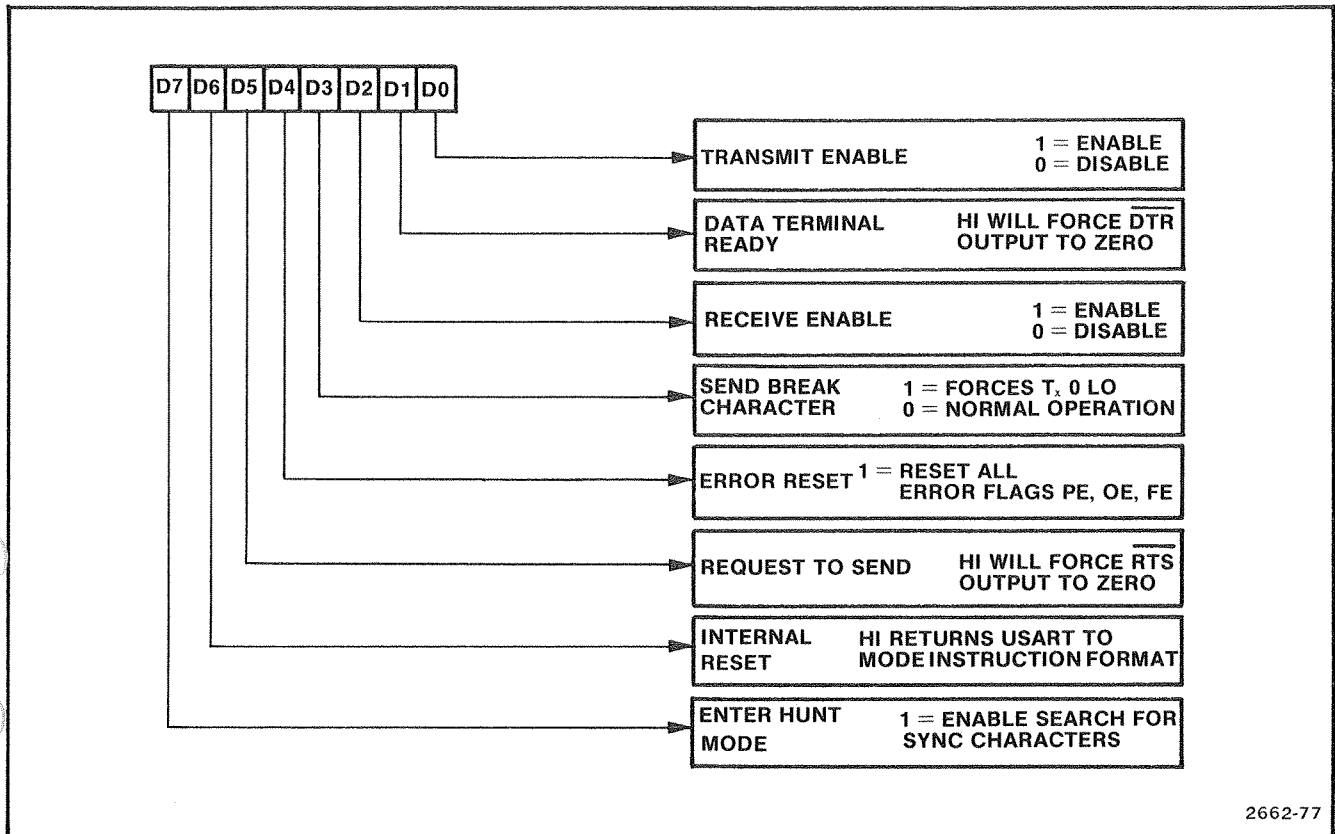 D7 D6 D5 D4 D3 D2 D1 D0
TRANSMIT ENABLE 1 = ENABLE
0 = DISABLE
DATA TERMINAL HI WILL FORCE D̅T̅R̅
READY OUTPUT TO ZERO
RECEIVE ENABLE 1 = ENABLE
0 = DISABLE
SEND BREAK 1 = FORCES Tₓ 0 LO
CHARACTER 0 = NORMAL OPERATION
ERROR RESET 1 = RESET ALL
ERROR FLAGS PE, OE, FE
REQUEST TO SEND HI WILL FORCE R̅T̅S̅
OUTPUT TO ZERO
INTERNAL HI RETURNS USART TO
RESET MODE INSTRUCTION FORMAT
ENTER HUNT 1 = ENABLE SEARCH FOR
MODE SYNC CHARACTERS
2662-77